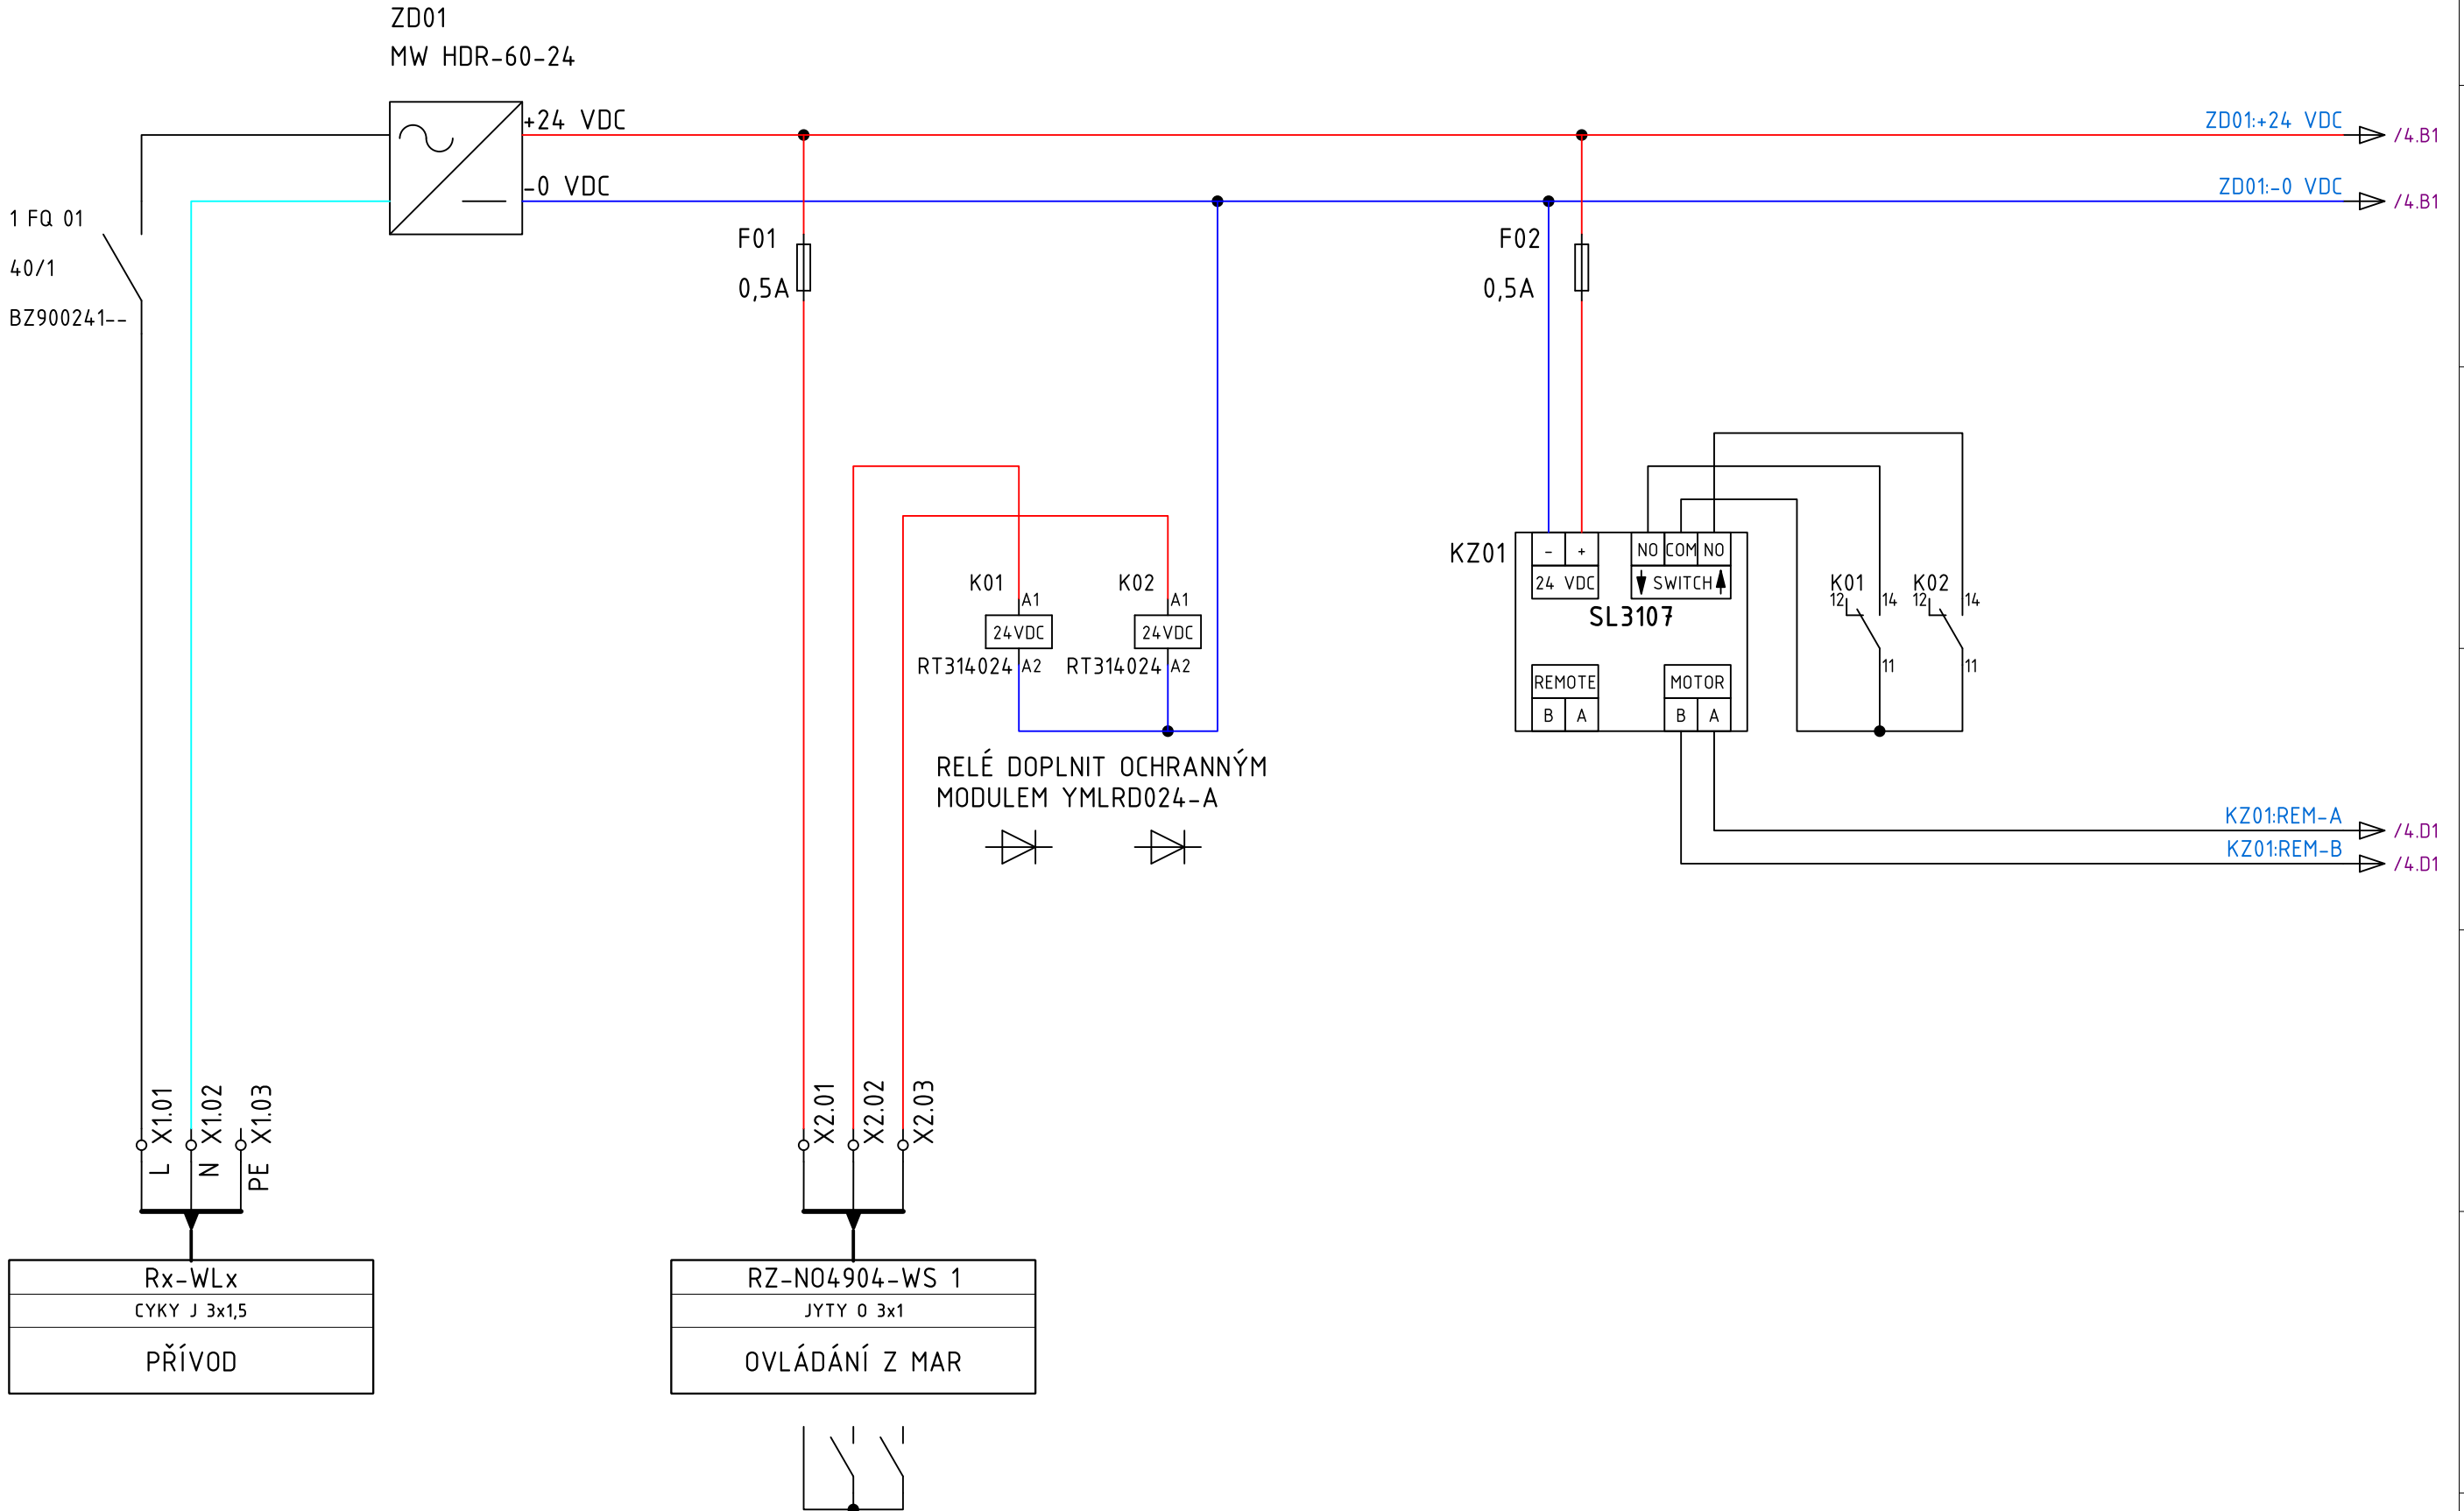 ZD01
MW HDR-60-24
+24 VDC
-0 VDC
ZD01:+24 VDC
/4.B1
ZD01:-0 VDC
/4.B1
1 FQ 01
40/1
BZ900241--
F01
0,5A
F02
0,5A
K01
A1
24VDC
RT314024
A2
K02
A1
24VDC
RT314024
A2
RELÉ DOPLNIT OCHRANNÝM
MODULEM YMLRD024-A
KZ01
- +
24 VDC
NO COM NO
SWITCH
SL3107
REMOTE
B A
MOTOR
B A
K01
12 14
11
K02
12 14
11
KZ01:REM-A
/4.D1
KZ01:REM-B
/4.D1
X1.01
X1.02
X1.03
L
N
PE
X2.01
X2.02
X2.03
Rx-WLx
CYKY J 3x1,5
PŘÍVOD
RZ-NO4904-WS 1
JYTY O 3x1
OVLÁDÁNÍ Z MAR